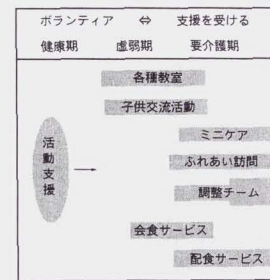 ボランティア ⇔ 支援を受ける
健康期 虚弱期 要介護期
各種教室
子供交流活動
ミニケア
活動支援
ふれあい訪問
調整チーム
会食サービス
配食サービス